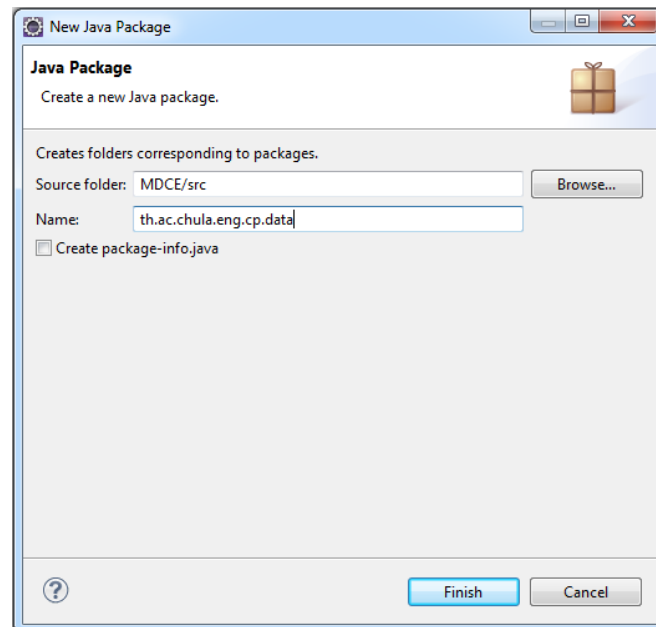 New Java Package
Java Package
Create a new Java package.
Creates folders corresponding to packages.
Source folder: MDCE/src Browse...
Name: th.ac.chula.eng.cp.data
Create package-info.java
? Finish Cancel